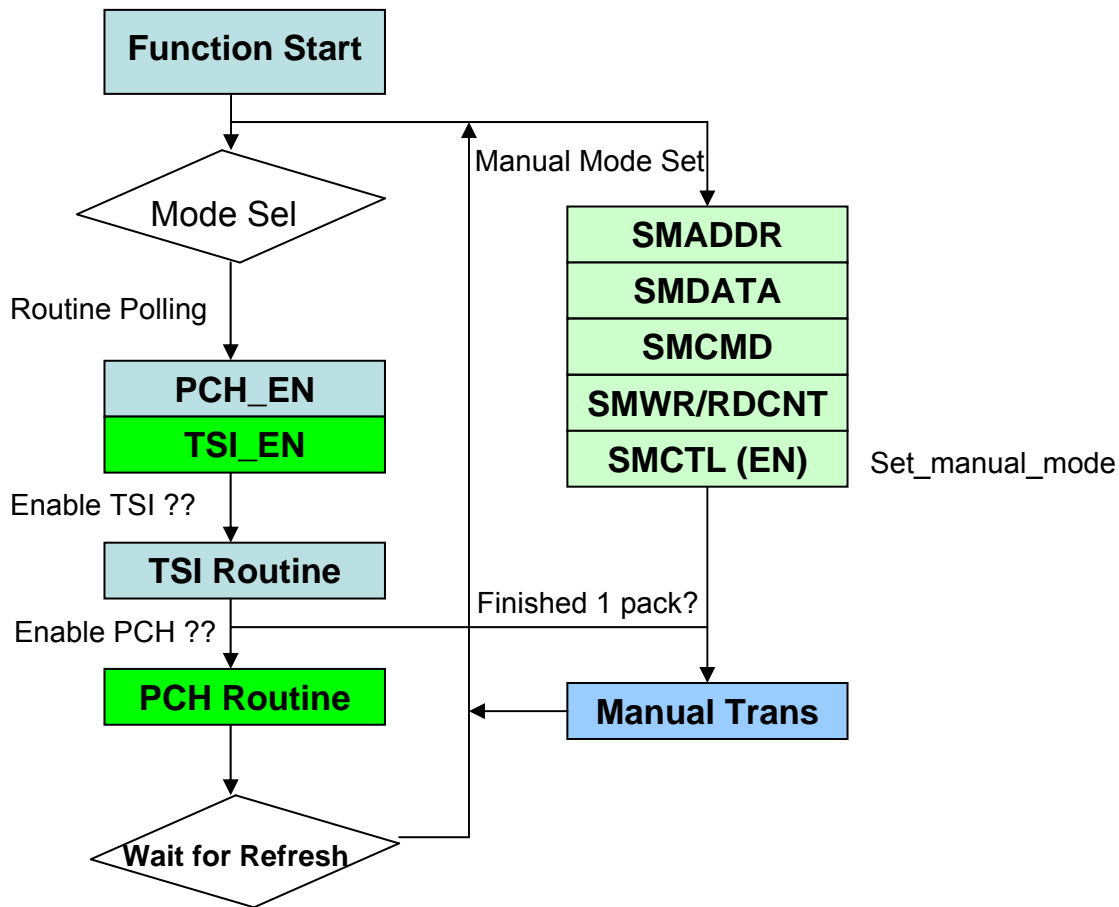 Function Start
Manual Mode Set
Mode Sel
SMADDR
SMDATA
SMCMD
SMWR/RDCNT
SMCTL (EN)
Set_manual_mode
Routine Polling
PCH_EN
TSI_EN
Enable TSI ??
TSI Routine
Finished 1 pack?
Enable PCH ??
PCH Routine
Manual Trans
Wait for Refresh